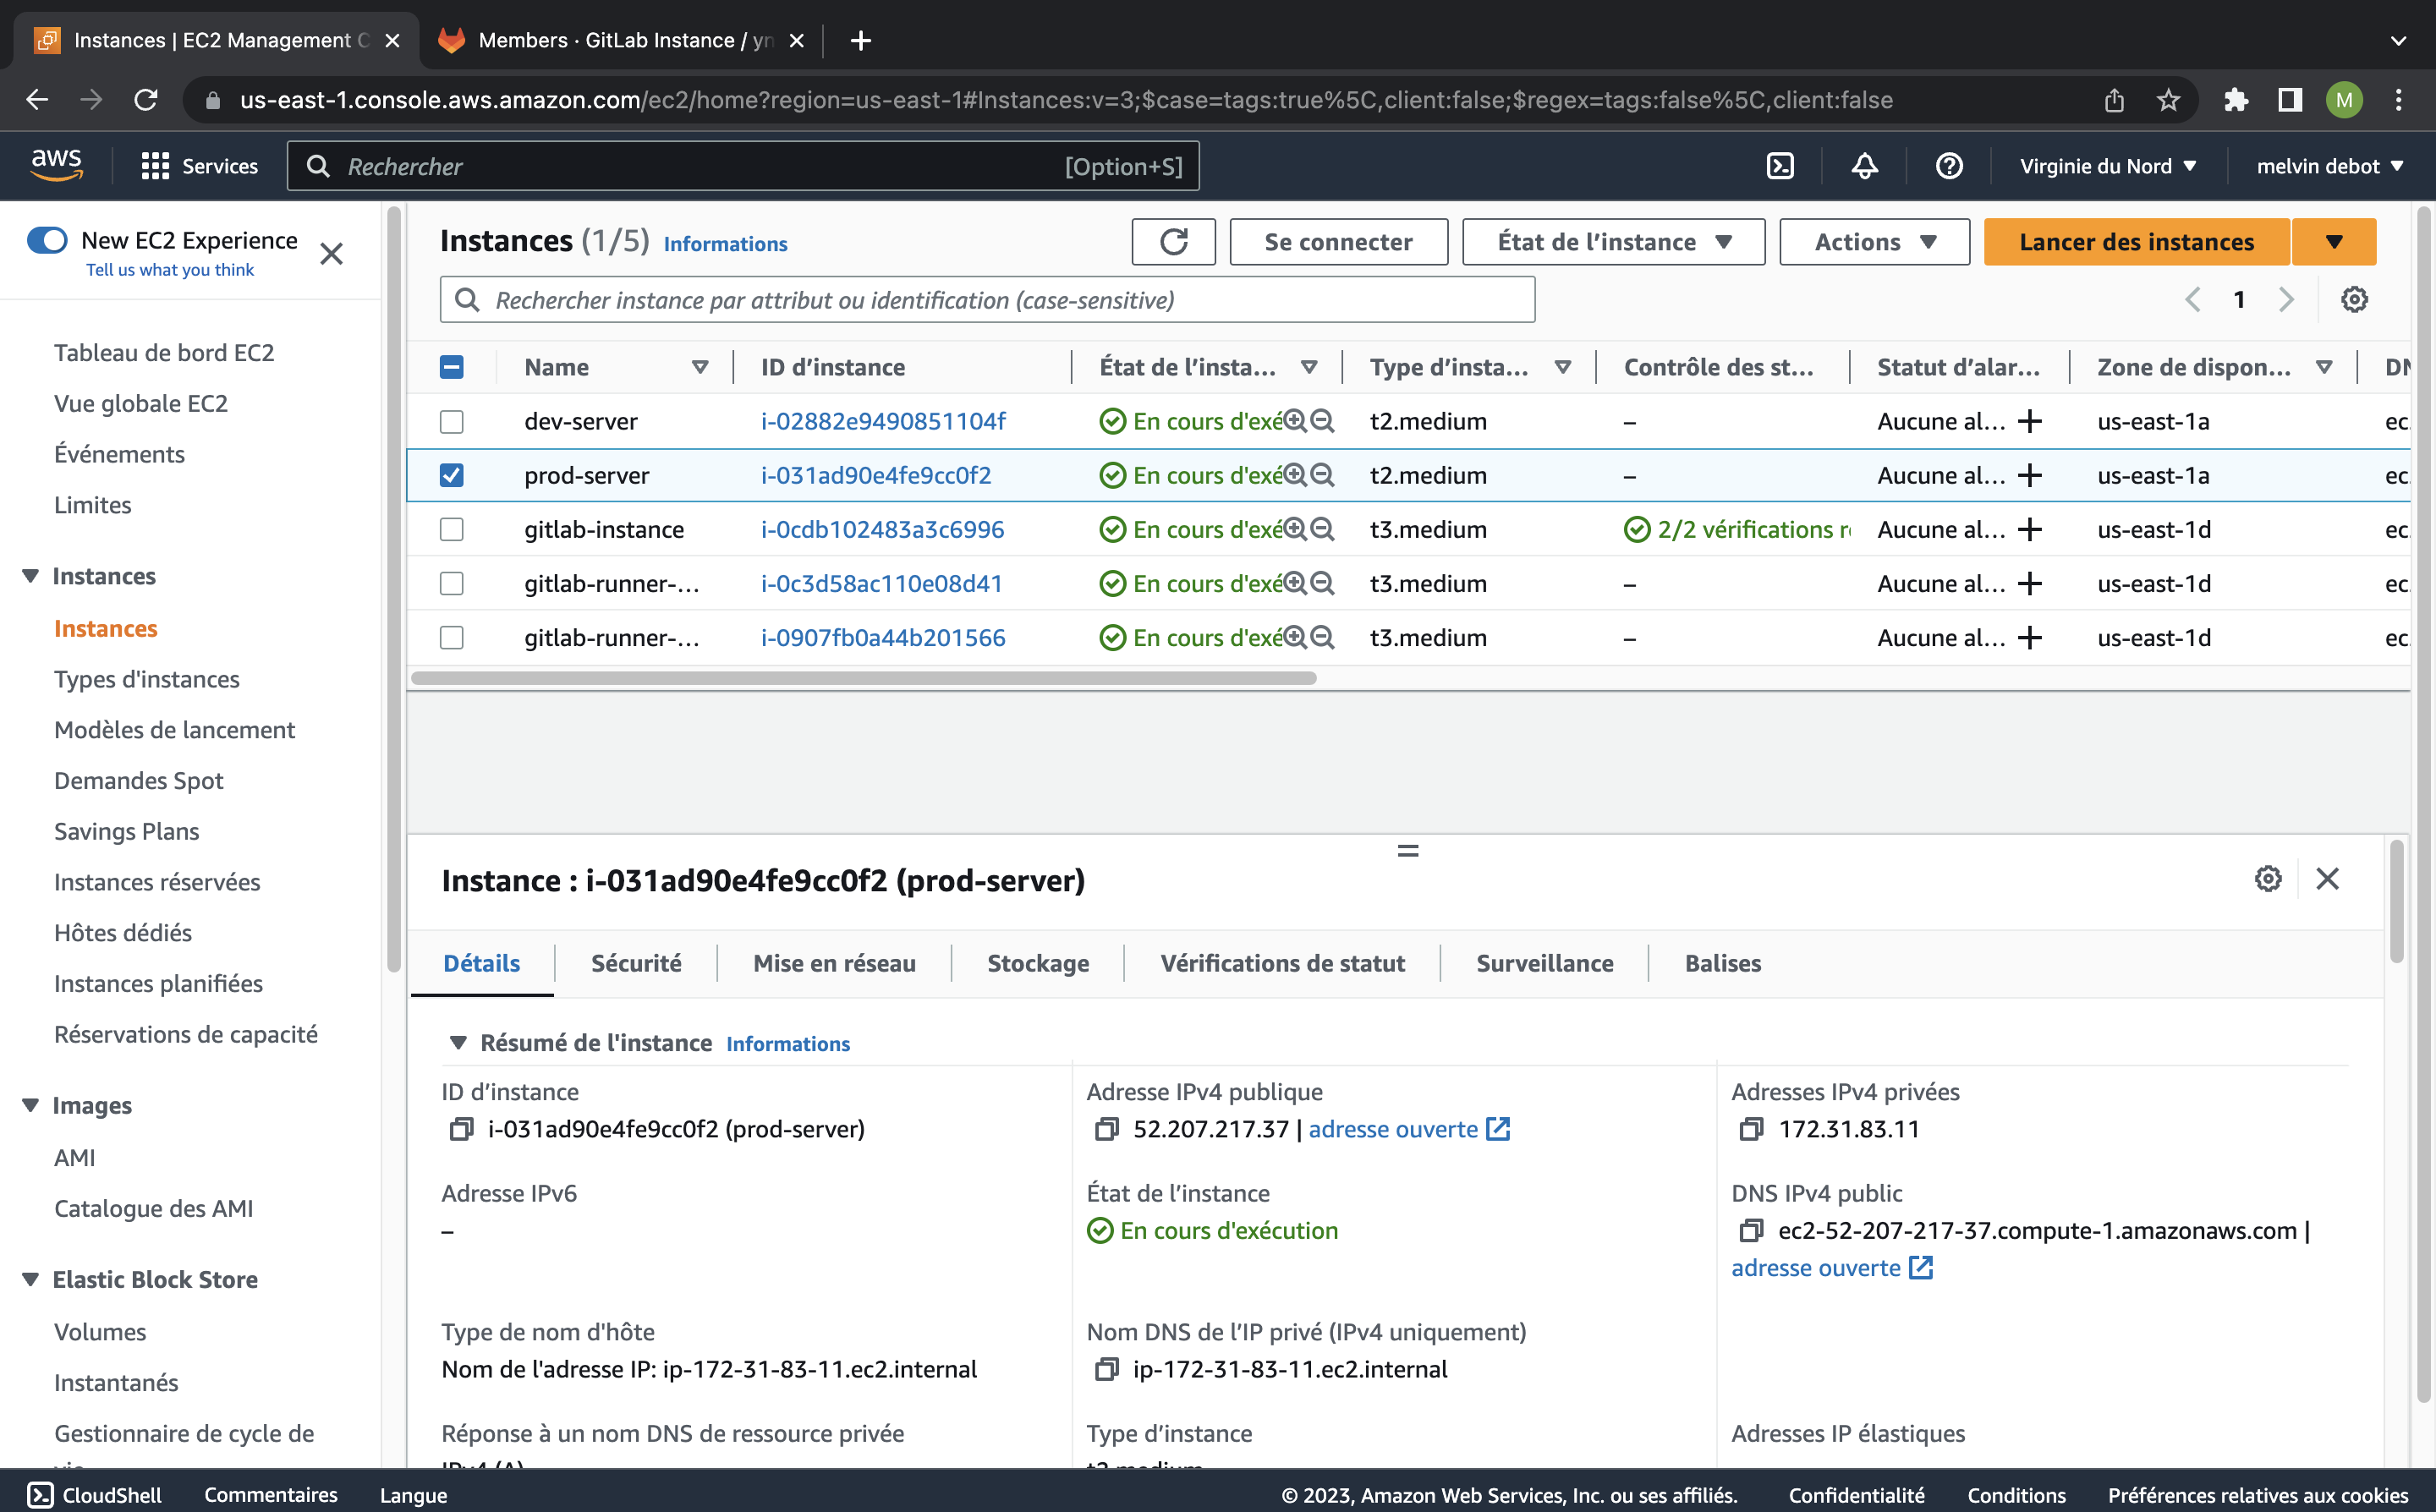 Instances | EC2 Management C
Members · GitLab Instance / yn
us-east-1.console.aws.amazon.com/ec2/home?region=us-east-1#Instances:v=3;$case=tags:true%5C,client:false;$regex=tags:false%5C,client:false
M
aws
Services
Rechercher
[Option+S]
Virginie du Nord
melvin debot
New EC2 Experience
Tell us what you think
Tableau de bord EC2
Vue globale EC2
Événements
Limites
Instances
Instances
Types d'instances
Modèles de lancement
Demandes Spot
Savings Plans
Instances réservées
Hôtes dédiés
Instances planifiées
Réservations de capacité
Images
AMI
Catalogue des AMI
Elastic Block Store
Volumes
Instantanés
Gestionnaire de cycle de
Instances (1/5) Informations
Se connecter
État de l’instance
Actions
Lancer des instances
Rechercher instance par attribut ou identification (case-sensitive)
1
Name ID d’instance État de l’insta... Type d’insta... Contrôle des st... Statut d’alar... Zone de dispon... DN
dev-server i-02882e9490851104f En cours d'exé t2.medium – Aucune al... us-east-1a ec
prod-server i-031ad90e4fe9cc0f2 En cours d'exé t2.medium – Aucune al... us-east-1a ec
gitlab-instance i-0cdb102483a3c6996 En cours d'exé t3.medium 2/2 vérifications r Aucune al... us-east-1d ec
gitlab-runner-... i-0c3d58ac110e08d41 En cours d'exé t3.medium – Aucune al... us-east-1d ec
gitlab-runner-... i-0907fb0a44b201566 En cours d'exé t3.medium – Aucune al... us-east-1d ec
Instance : i-031ad90e4fe9cc0f2 (prod-server)
Détails Sécurité Mise en réseau Stockage Vérifications de statut Surveillance Balises
Résumé de l'instance Informations
ID d’instance
i-031ad90e4fe9cc0f2 (prod-server)
Adresse IPv4 publique
52.207.217.37 | adresse ouverte
Adresses IPv4 privées
172.31.83.11
Adresse IPv6
–
État de l’instance
En cours d'exécution
DNS IPv4 public
ec2-52-207-217-37.compute-1.amazonaws.com |
adresse ouverte
Type de nom d'hôte
Nom de l'adresse IP: ip-172-31-83-11.ec2.internal
Nom DNS de l’IP privé (IPv4 uniquement)
ip-172-31-83-11.ec2.internal
Réponse à un nom DNS de ressource privée
IPv4 (A)
Type d’instance
t2.medium
Adresses IP élastiques
CloudShell
Commentaires
Langue
© 2023, Amazon Web Services, Inc. ou ses affiliés.
Confidentialité
Conditions
Préférences relatives aux cookies